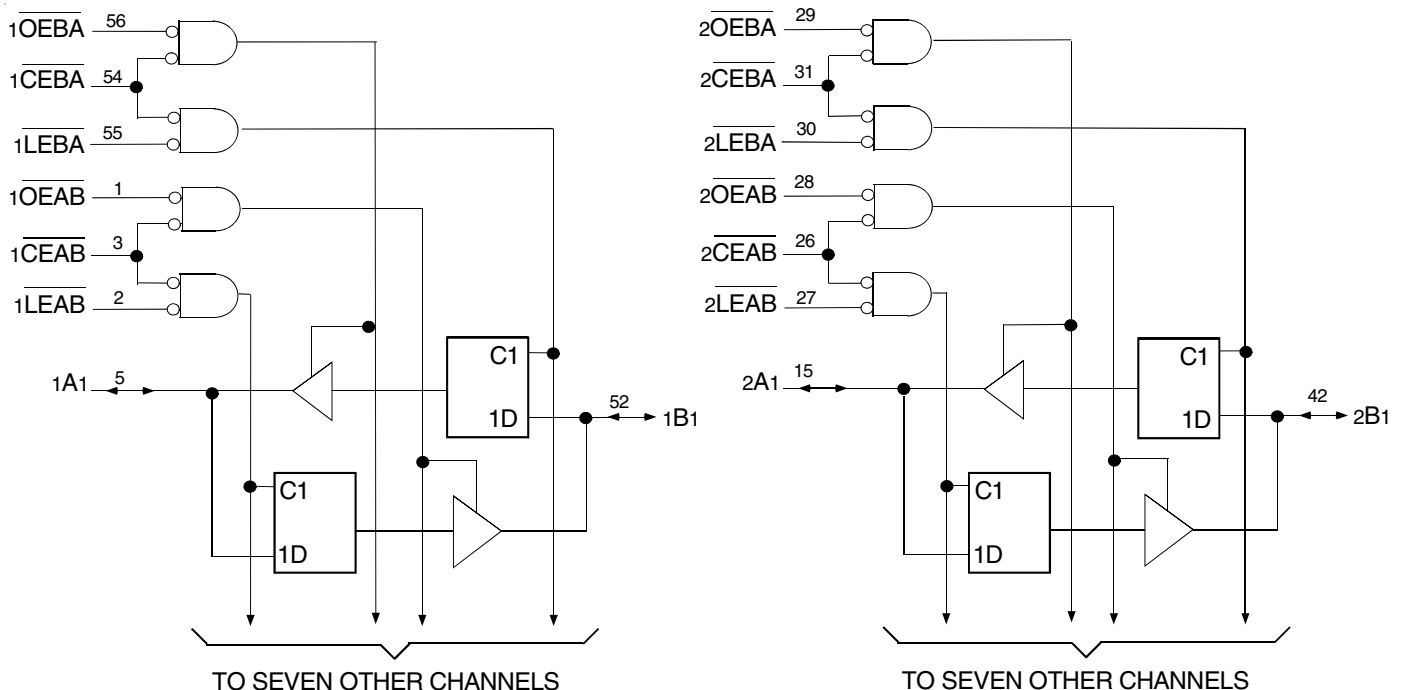 1OEBA 56
1CEBA 54
1LEBA 55
1OEAB 1
1CEAB 3
1LEAB 2
C1
1D
1A1 5
52 1B1
C1
1D
TO SEVEN OTHER CHANNELS
2OEBA 29
2CEBA 31
2LEBA 30
2OEAB 28
2CEAB 26
2LEAB 27
C1
1D
2A1 15
42 2B1
C1
1D
TO SEVEN OTHER CHANNELS